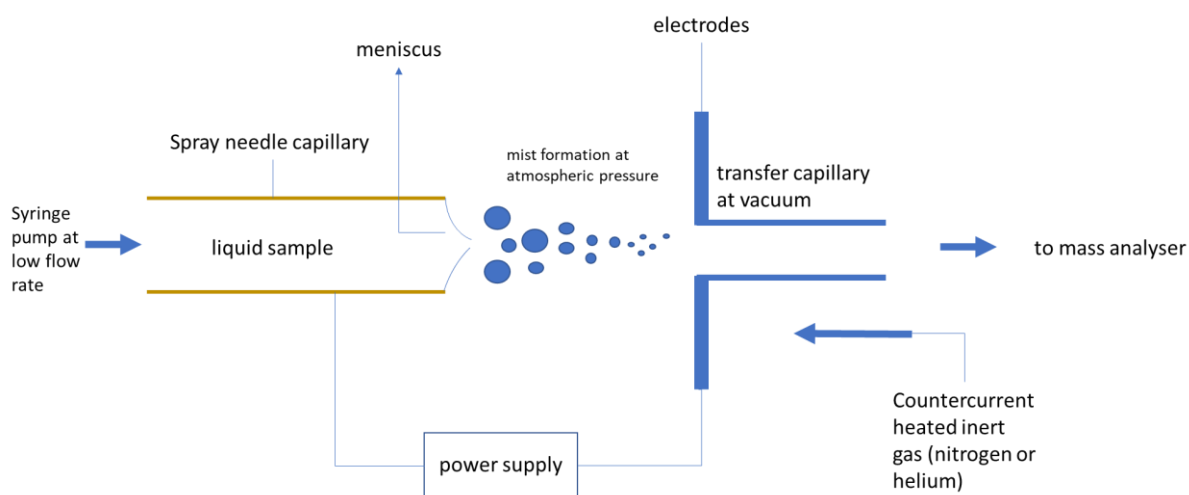 electrodes
meniscus
Spray needle capillary
mist formation at
atmospheric pressure
transfer capillary
at vacuum
Syringe
pump at
low flow
rate
liquid sample
to mass analyser
Countercurrent
heated inert
gas (nitrogen or
helium)
power supply